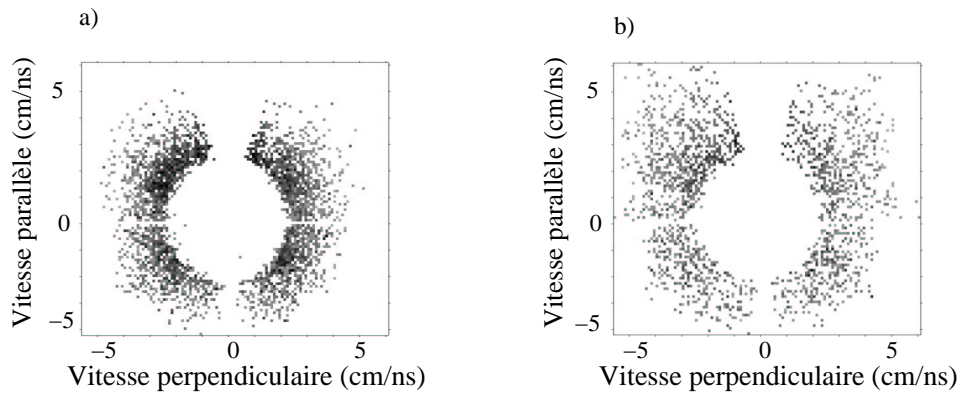 a)
Vitesse parallèle (cm/ns)
5
0
–5
–5
0
5
Vitesse perpendiculaire (cm/ns)
b)
Vitesse parallèle (cm/ns)
5
0
–5
–5
0
5
Vitesse perpendiculaire (cm/ns)